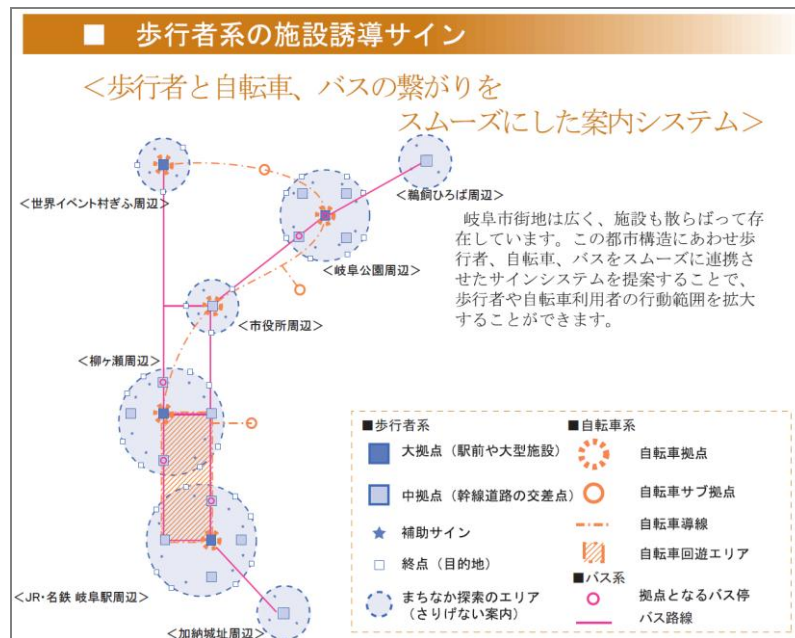 ■ 歩行者系の施設誘導サイン
＜歩行者と自転車、バスの繋がりを
スムーズにした案内システム＞
＜世界イベント村ぎふ周辺＞
＜鵜飼ひろば周辺＞
＜岐阜公園周辺＞
岐阜市街地は広く、施設も散らばって存
在しています。この都市構造にあわせ歩
行者、自転車、バスをスムーズに連携さ
せたサインシステムを提案することで、
歩行者や自転車利用者の行動範囲を拡大
することができます。
＜市役所周辺＞
＜柳ヶ瀬周辺＞
＜JR・名鉄 岐阜駅周辺＞
＜加納城址周辺＞
■歩行者系
大拠点（駅前や大型施設）
中拠点（幹線道路の交差点）
補助サイン
終点（目的地）
まちなか探索のエリア
（さりげない案内）
■自転車系
自転車拠点
自転車サブ拠点
自転車導線
自転車回遊エリア
■バス系
拠点となるバス停
バス路線